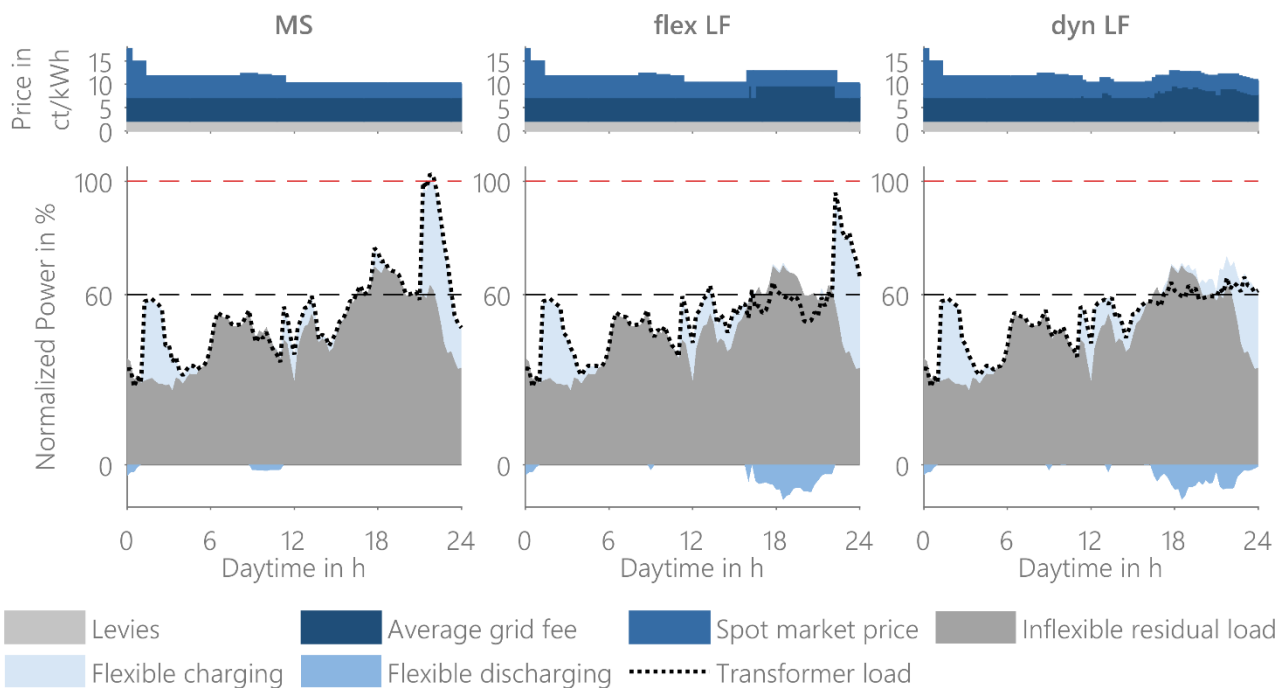 MS
flex LF
dyn LF
Price in
ct/kWh
15
10
5
0
15
10
5
0
15
10
5
0
Normalized Power in %
100
60
0
100
60
0
100
60
0
0 6 12 18 24
0 6 12 18 24
0 6 12 18 24
Daytime in h
Daytime in h
Daytime in h
Levies
Average grid fee
Spot market price
Inflexible residual load
Flexible charging
Flexible discharging
Transformer load